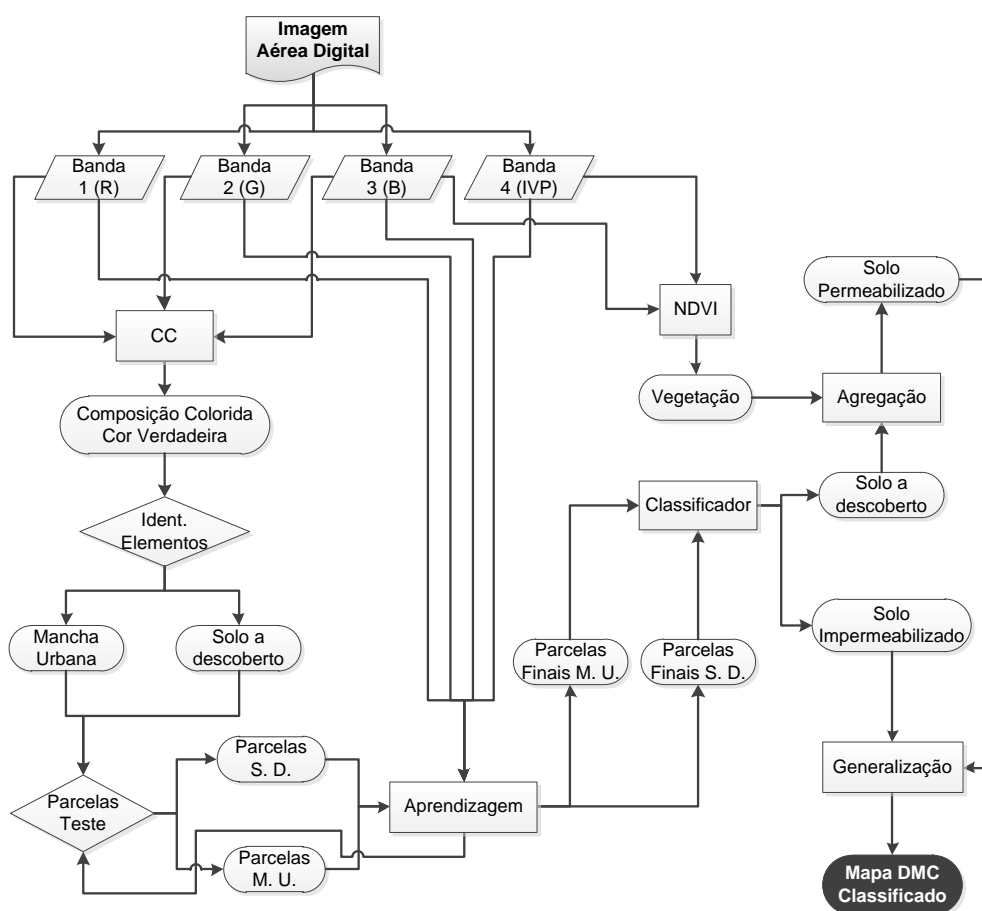 Imagem
Aérea Digital
Banda
1 (R)
Banda
2 (G)
Banda
3 (B)
Banda
4 (IVP)
Solo
Permeabilizado
CC
NDVI
Composição Colorida
Cor Verdadeira
Vegetação
Agregação
Ident.
Elementos
Classificador
Solo a
descoberto
Mancha
Urbana
Solo a
descoberto
Parcelas
Finais M. U.
Parcelas
Finais S. D.
Solo
Impermeabilizado
Parcelas
S. D.
Parcelas
Teste
Aprendizagem
Generalização
Parcelas
M. U.
Mapa DMC
Classificado